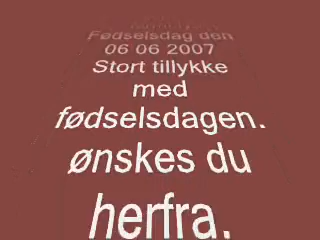 Fødselsdag den
06 06 2007
Stort tillykke
med
fødselsdagen.
ønskes du
herfra.